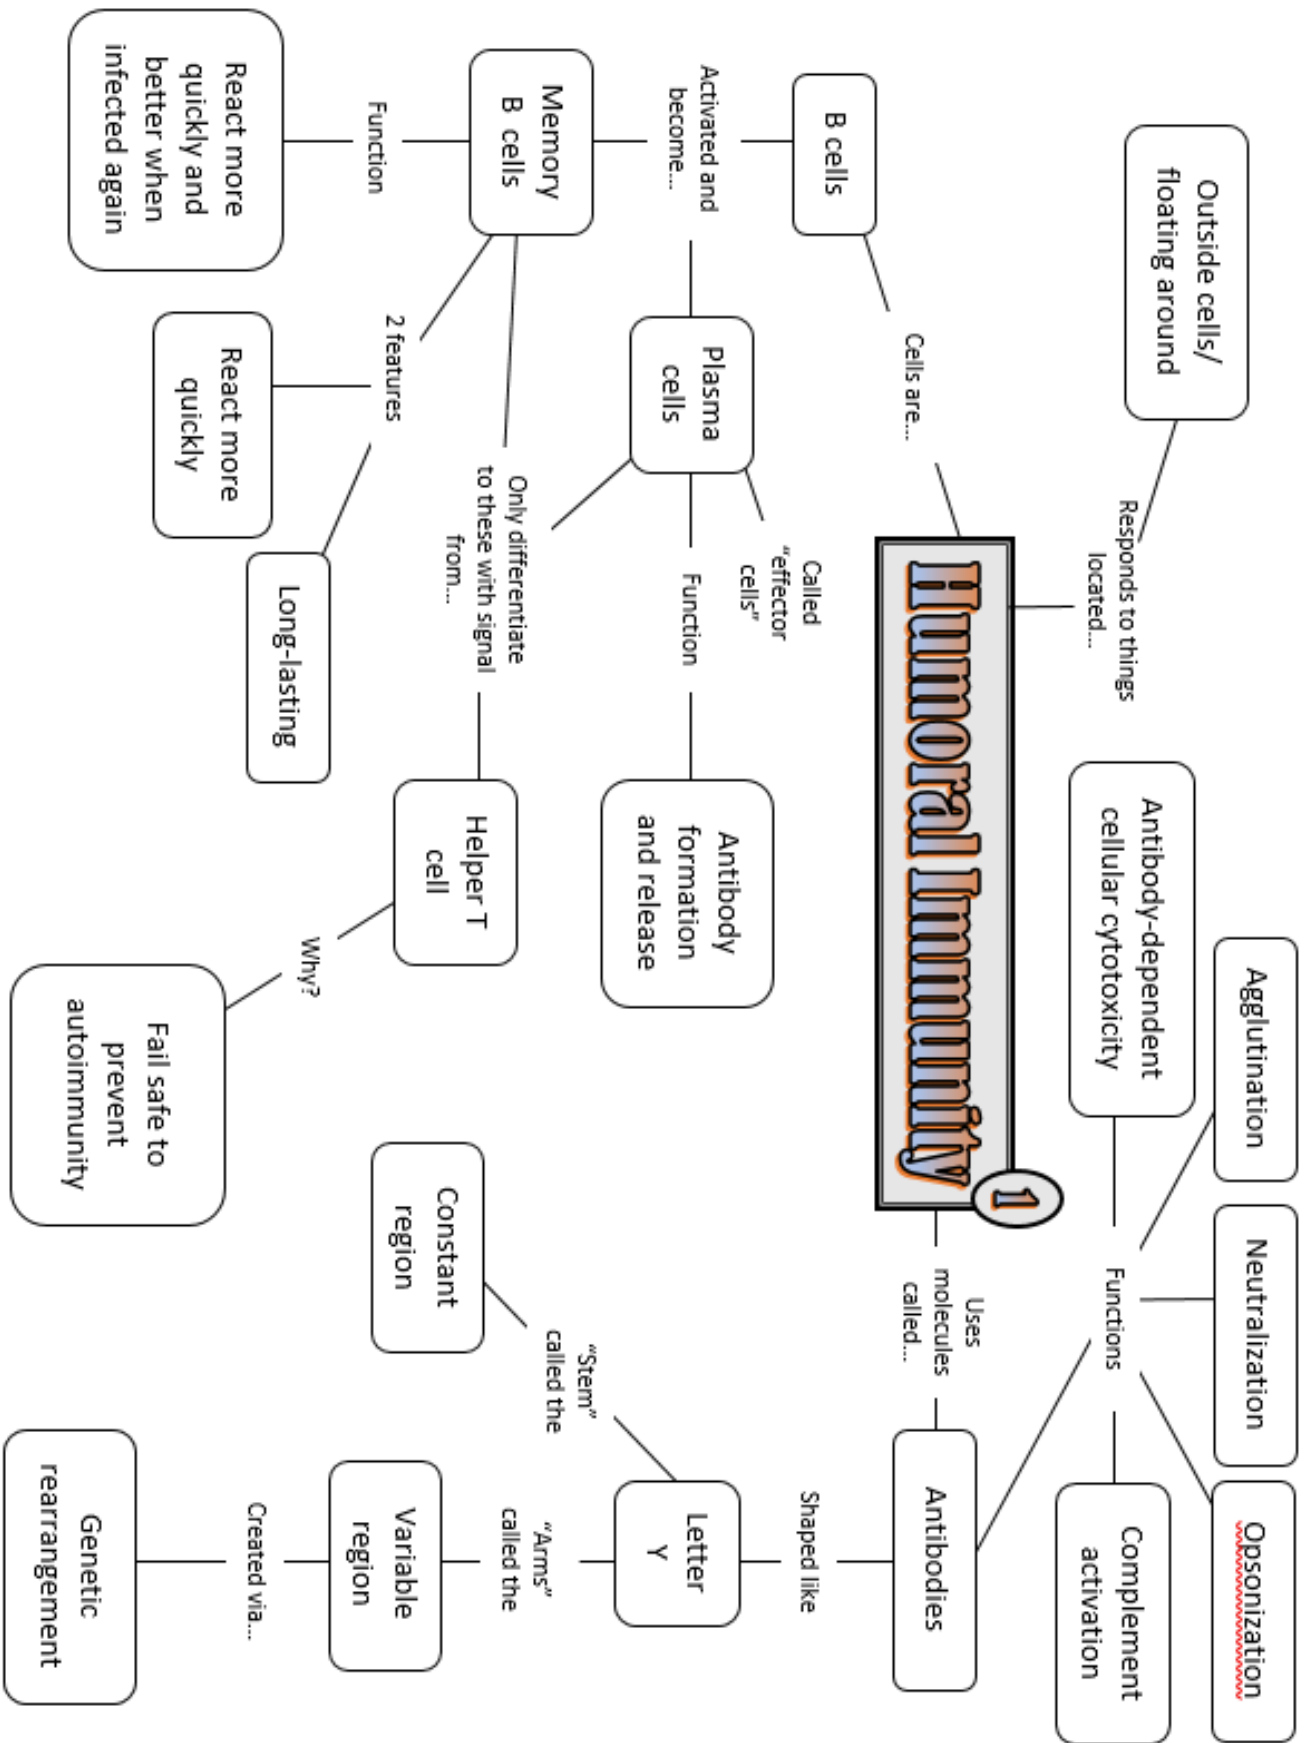 Agglutination
Neutralization
Opsonization
Outside cells/
floating around
Responds to things
located...
Antibody-dependent
cellular cytotoxicity
Functions
Complement
activation
Humoral Immunity
1
Cells are...
Uses
molecules
called...
B cells
Antibodies
Called
"effector
cells"
Shaped like
Activated and
become...
Plasma
cells
Function
Antibody
formation
and release
Letter
Y
"Stem"
called the
Memory
B cells
Only differentiate
to these with signal
from...
Helper T
cell
Constant
region
"Arms"
called the
Function
2 features
Why?
Variable
region
React more
quickly and
better when
infected again
React more
quickly
Long-lasting
Fail safe to
prevent
autoimmunity
Created via...
Genetic
rearrangement